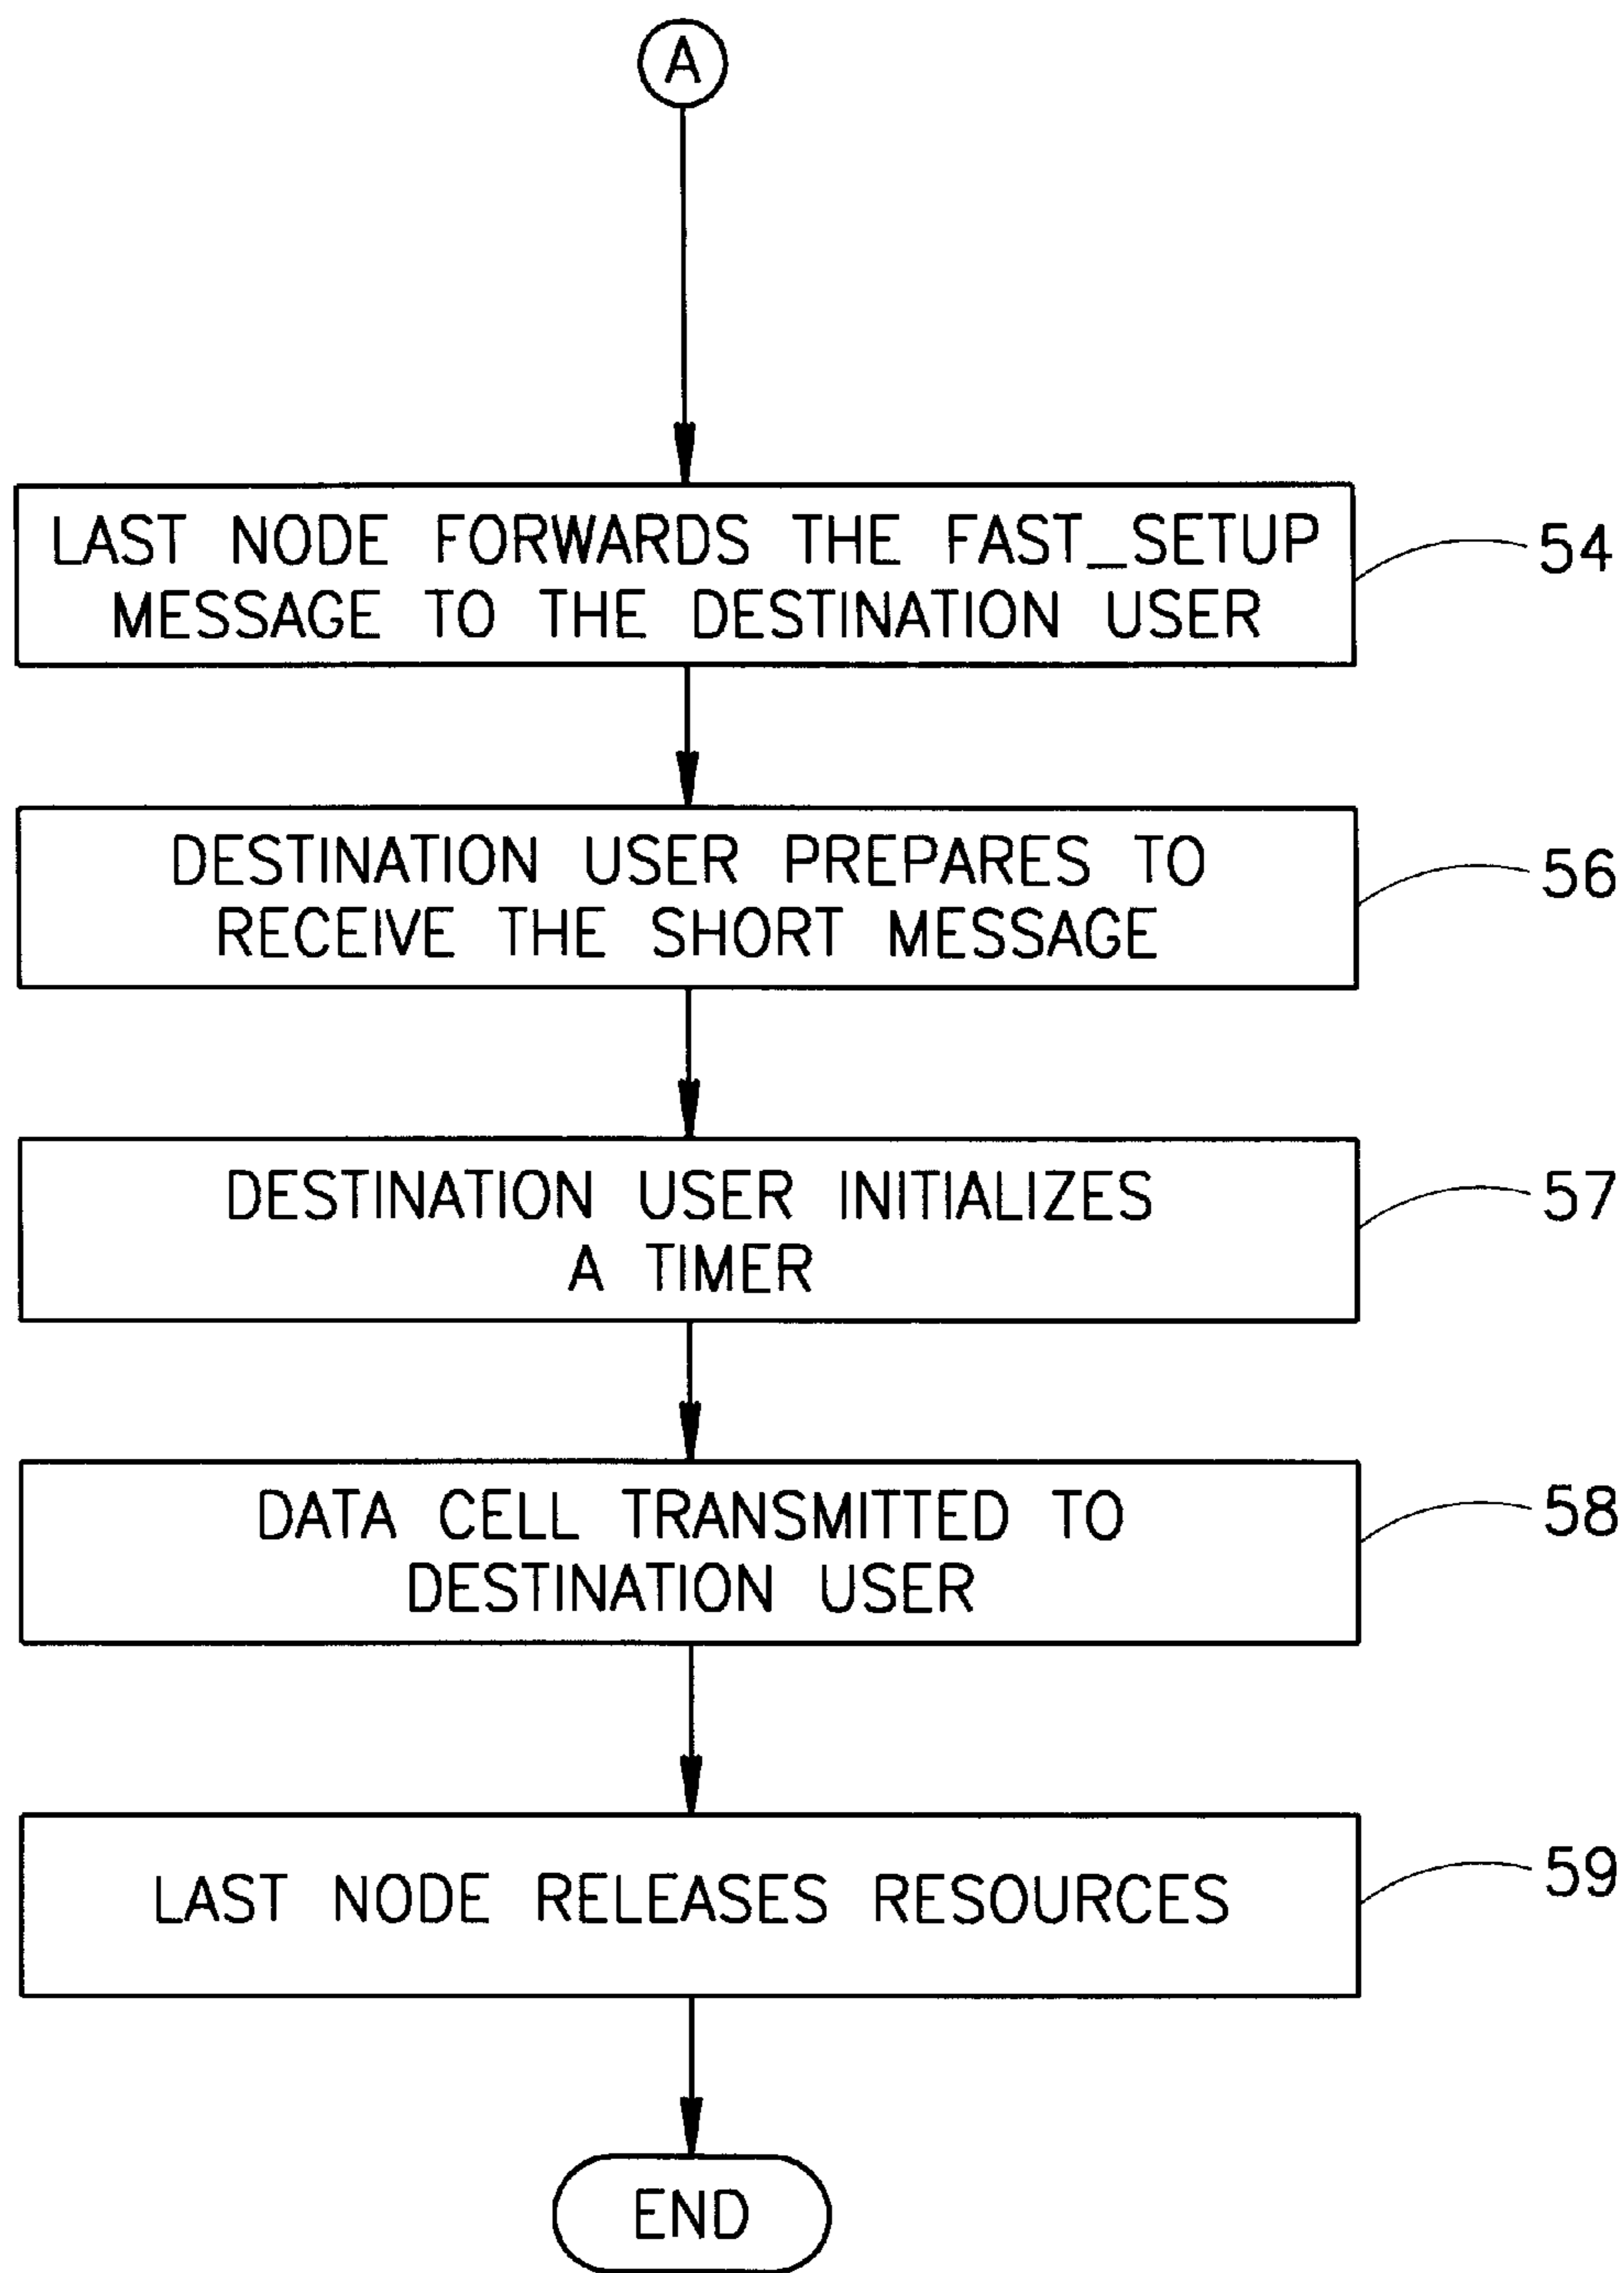 A
LAST NODE FORWARDS THE FAST_SETUP
MESSAGE TO THE DESTINATION USER
54
DESTINATION USER PREPARES TO
RECEIVE THE SHORT MESSAGE
56
DESTINATION USER INITIALIZES
A TIMER
57
DATA CELL TRANSMITTED TO
DESTINATION USER
58
LAST NODE RELEASES RESOURCES
59
END